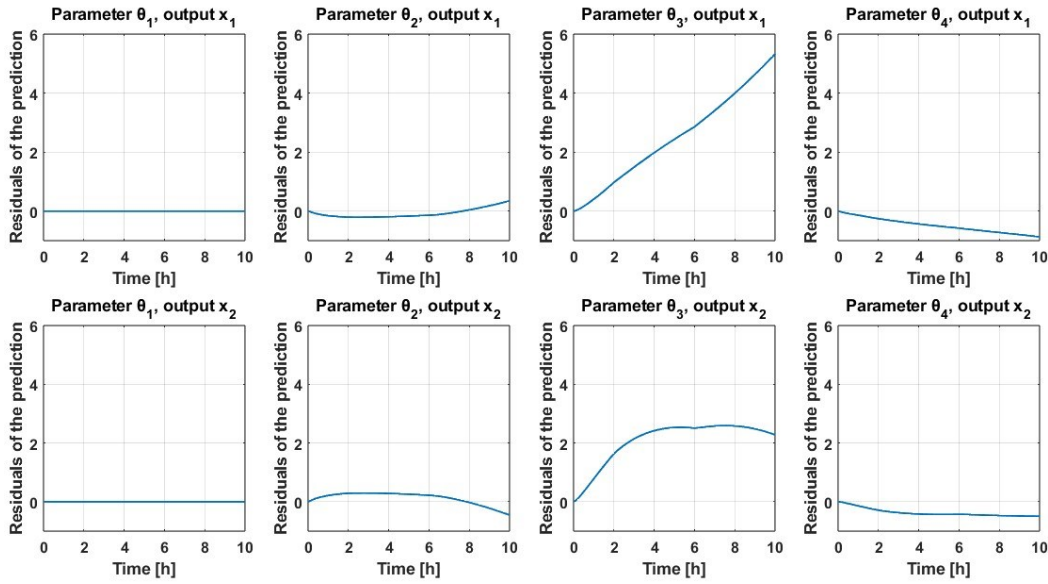 Parameter θ1, output x1
Parameter θ2, output x1
Parameter θ3, output x1
Parameter θ4, output x1
Residuals of the prediction
6
4
2
0
0 2 4 6 8 10
Time [h]
Residuals of the prediction
6
4
2
0
0 2 4 6 8 10
Time [h]
Residuals of the prediction
6
4
2
0
0 2 4 6 8 10
Time [h]
Residuals of the prediction
6
4
2
0
0 2 4 6 8 10
Time [h]
Parameter θ1, output x2
Parameter θ2, output x2
Parameter θ3, output x2
Parameter θ4, output x2
Residuals of the prediction
6
4
2
0
0 2 4 6 8 10
Time [h]
Residuals of the prediction
6
4
2
0
0 2 4 6 8 10
Time [h]
Residuals of the prediction
6
4
2
0
0 2 4 6 8 10
Time [h]
Residuals of the prediction
6
4
2
0
0 2 4 6 8 10
Time [h]